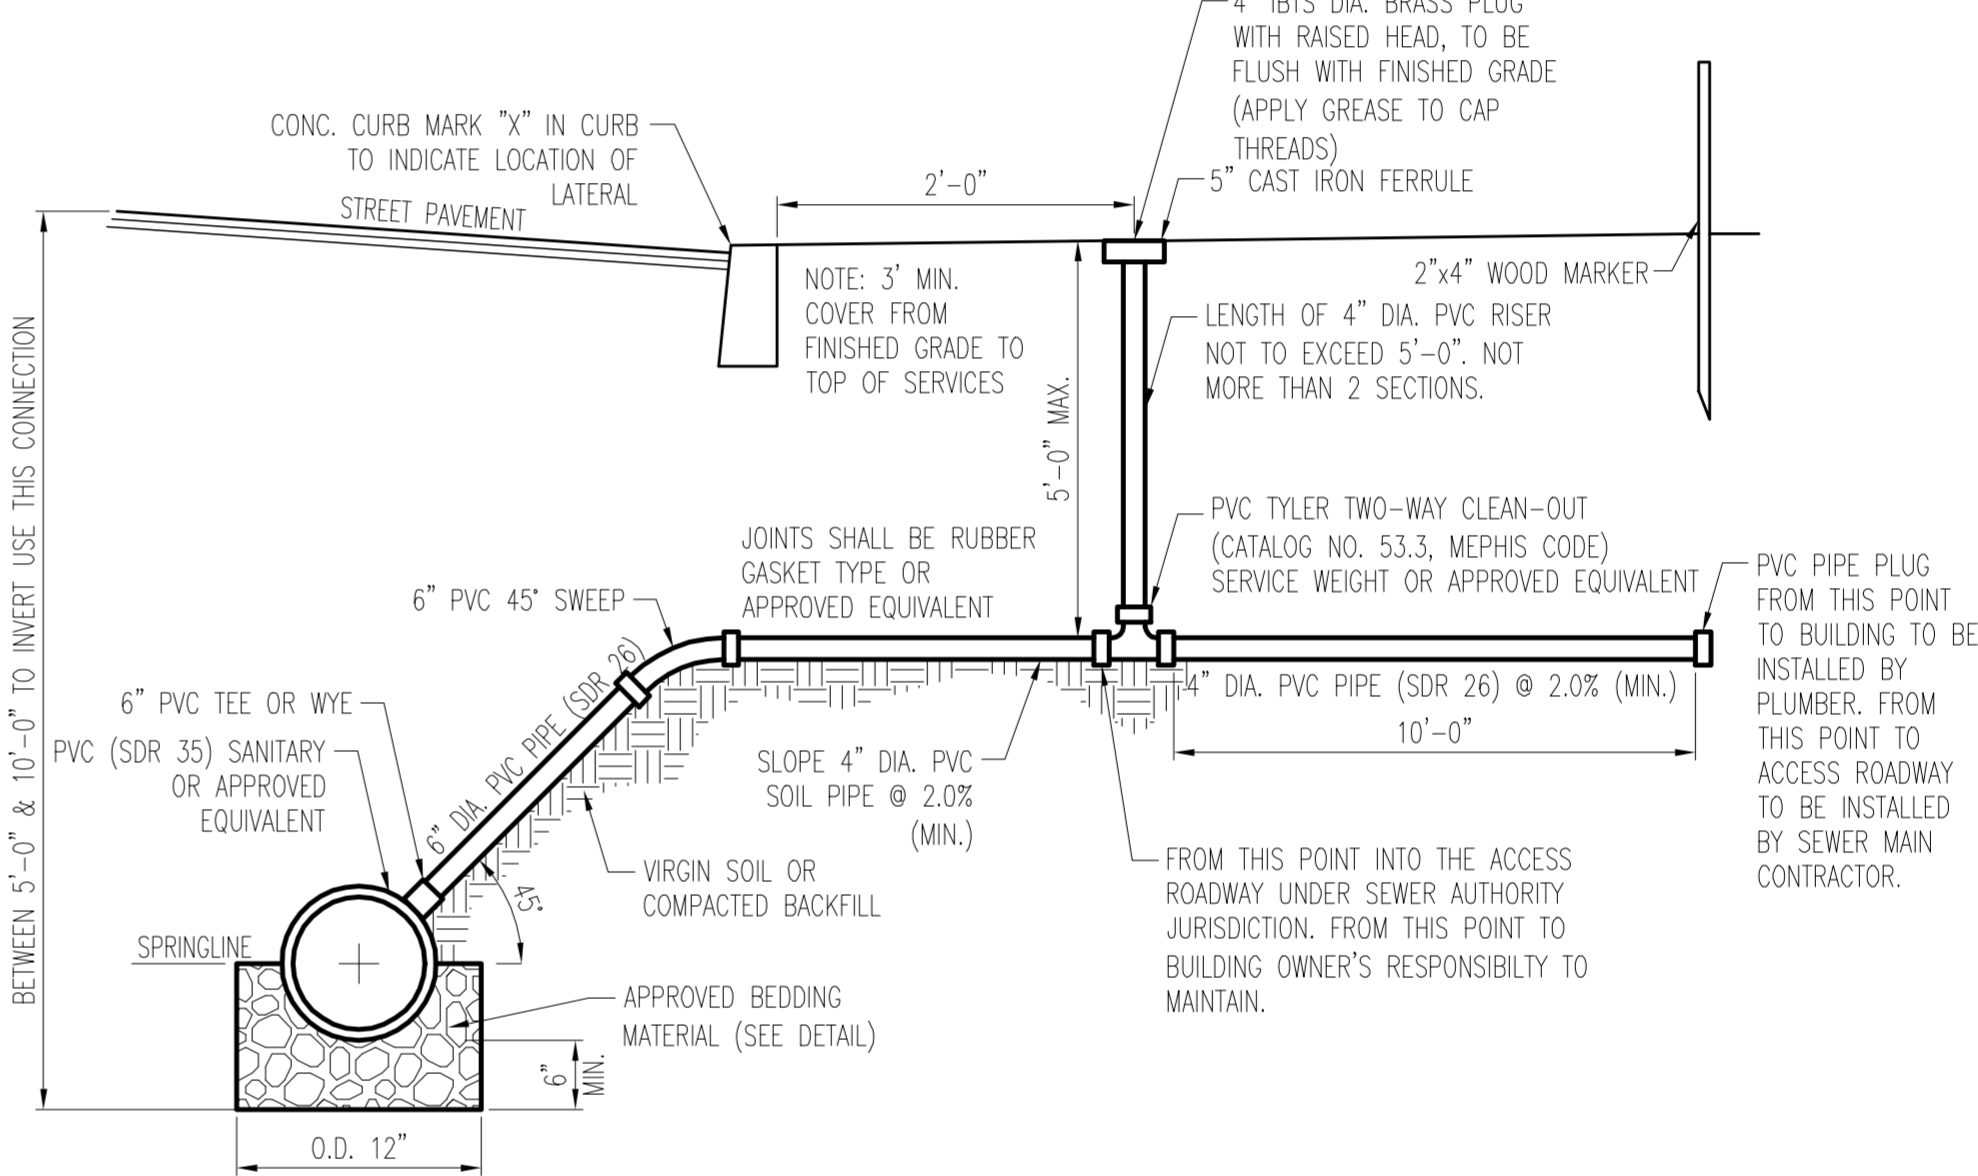 4" IBTS DIA. BRASS PLUG
WITH RAISED HEAD, TO BE
FLUSH WITH FINISHED GRADE
(APPLY GREASE TO CAP
THREADS)
5" CAST IRON FERRULE
CONC. CURB MARK "X" IN CURB
TO INDICATE LOCATION OF
LATERAL
STREET PAVEMENT
2'-0"
NOTE: 3' MIN.
COVER FROM
FINISHED GRADE TO
TOP OF SERVICES
2"x4" WOOD MARKER
LENGTH OF 4" DIA. PVC RISER
NOT TO EXCEED 5'-0". NOT
MORE THAN 2 SECTIONS.
5'-0" MAX.
BETWEEN 5'-0" & 10'-0" TO INVERT USE THIS CONNECTION
JOINTS SHALL BE RUBBER
GASKET TYPE OR
APPROVED EQUIVALENT
PVC TYLER TWO-WAY CLEAN-OUT
(CATALOG NO. 53.3, MEPHIS CODE)
SERVICE WEIGHT OR APPROVED EQUIVALENT
PVC PIPE PLUG
FROM THIS POINT
TO BUILDING TO BE
INSTALLED BY
PLUMBER. FROM
THIS POINT TO
ACCESS ROADWAY
TO BE INSTALLED
BY SEWER MAIN
CONTRACTOR.
6" PVC 45° SWEEP
6" DIA. PVC PIPE (SDR 26)
4" DIA. PVC PIPE (SDR 26) @ 2.0% (MIN.)
10'-0"
6" PVC TEE OR WYE
PVC (SDR 35) SANITARY
OR APPROVED
EQUIVALENT
SLOPE 4" DIA. PVC
SOIL PIPE @ 2.0%
(MIN.)
VIRGIN SOIL OR
COMPACTED BACKFILL
45°
FROM THIS POINT INTO THE ACCESS
ROADWAY UNDER SEWER AUTHORITY
JURISDICTION. FROM THIS POINT TO
BUILDING OWNER'S RESPONSIBILTY TO
MAINTAIN.
SPRINGLINE
APPROVED BEDDING
MATERIAL (SEE DETAIL)
6"
MIN.
O.D. 12"